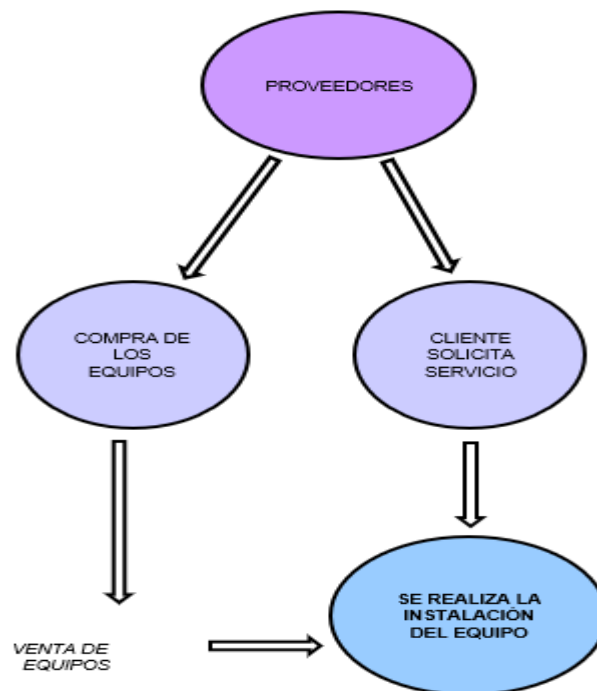 PROVEEDORES
COMPRA DE
LOS
EQUIPOS
CLIENTE
SOLICITA
SERVICIO
SE REALIZA LA
INSTALACIÓN
DEL EQUIPO
VENTA DE
EQUIPOS